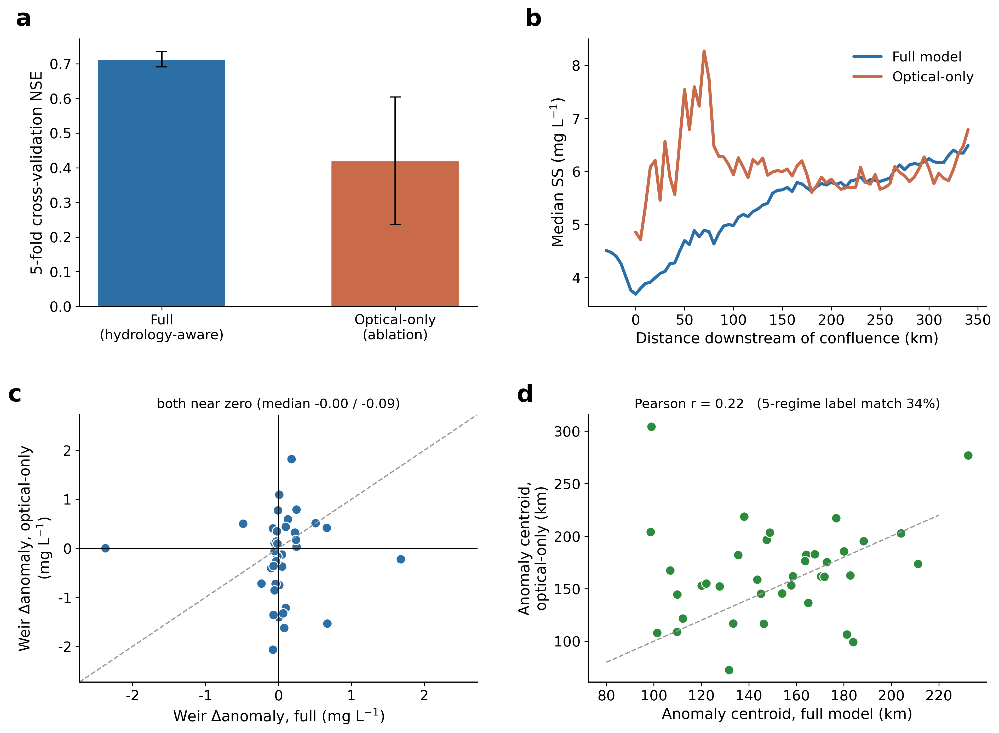 a
5-fold cross-validation NSE
0.7
0.6
0.5
0.4
0.3
0.2
0.1
0.0
Full
(hydrology-aware)
Optical-only
(ablation)
b
Median SS (mg L⁻¹)
8
7
6
5
4
Full model
Optical-only
0 50 100 150 200 250 300 350
Distance downstream of confluence (km)
c
both near zero (median -0.00 / -0.09)
Weir Δanomaly, optical-only
(mg L⁻¹)
2
1
0
-1
-2
-2 -1 0 1 2
Weir Δanomaly, full (mg L⁻¹)
d
Pearson r = 0.22 (5-regime label match 34%)
Anomaly centroid,
optical-only (km)
300
250
200
150
100
80 100 120 140 160 180 200 220
Anomaly centroid, full model (km)